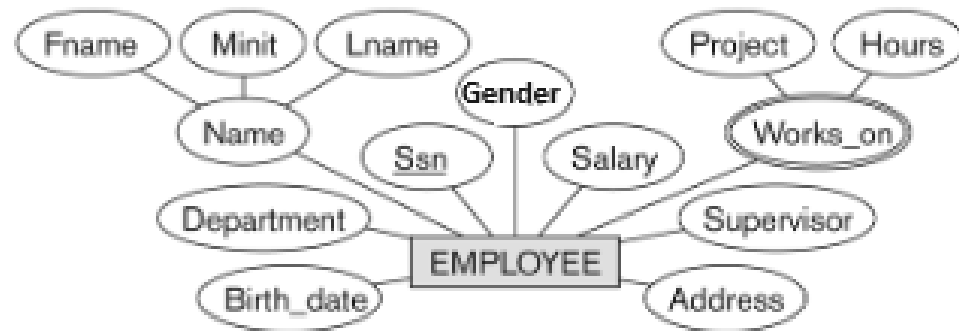 Fname Minit Lname Project Hours
Gender
Name Works_on
Ssn Salary
Department Supervisor
EMPLOYEE
Birth_date Address